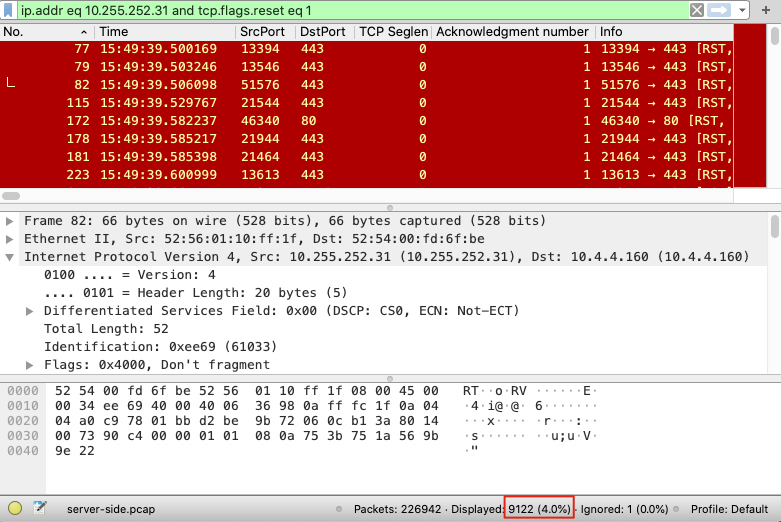 ip.addr eq 10.255.252.31 and tcp.flags.reset eq 1
No. Time SrcPort DstPort TCP Seglen Acknowledgment number Info
77 15:49:39.500169 13394 443 0 1 13394 → 443 [RST,
79 15:49:39.503246 13546 443 0 1 13546 → 443 [RST,
82 15:49:39.506098 51576 443 0 1 51576 → 443 [RST,
115 15:49:39.529767 21544 443 0 1 21544 → 443 [RST,
172 15:49:39.582237 46340 80 0 1 46340 → 80 [RST,
178 15:49:39.585217 21944 443 0 1 21944 → 443 [RST,
181 15:49:39.585398 21464 443 0 1 21464 → 443 [RST,
223 15:49:39.600999 13613 443 0 1 13613 → 443 [RST,
Frame 82: 66 bytes on wire (528 bits), 66 bytes captured (528 bits)
Ethernet II, Src: 52:56:01:10:ff:1f, Dst: 52:54:00:fd:6f:be
Internet Protocol Version 4, Src: 10.255.252.31 (10.255.252.31), Dst: 10.4.4.160 (10.4.4.160)
0100 .... = Version: 4
.... 0101 = Header Length: 20 bytes (5)
Differentiated Services Field: 0x00 (DSCP: CS0, ECN: Not-ECT)
Total Length: 52
Identification: 0xee69 (61033)
Flags: 0x4000, Don't fragment
0000 52 54 00 fd 6f be 52 56 01 10 ff 1f 08 00 45 00 RT··o·RV ······E·
0010 00 34 ee 69 40 00 40 06 36 98 0a ff fc 1f 0a 04 ·4·i@·@· 6·······
0020 04 a0 c9 78 01 bb d2 be 9b 72 06 0c b1 3a 80 14 ···x···· ·r···:··
0030 00 73 90 c4 00 00 01 01 08 0a 75 3b 75 1a 56 9b ·s······ ··u;u·V·
0040 9e 22 ·"
server-side.pcap Packets: 226942 · Displayed: 9122 (4.0%) · Ignored: 1 (0.0%) Profile: Default